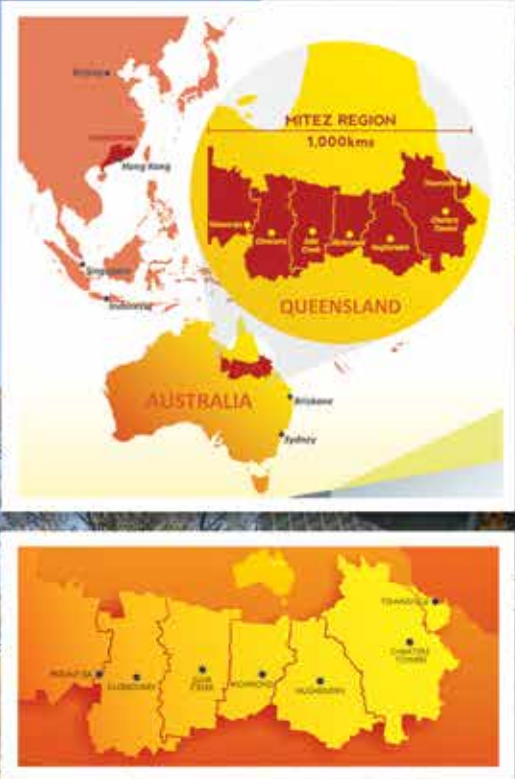 Beijing
Hong Kong
Singapore
Indonesia
MITEZ REGION
1,000kms
Cloncurry
Julia
Creek
Richmond
Hughenden
Charters
Towers
QUEENSLAND
AUSTRALIA
Brisbane
Sydney
TOWNSVILLE
CHARTERS
TOWERS
MOUNT ISA
CLONCURRY
JULIA
CREEK
RICHMOND
HUGHENDEN